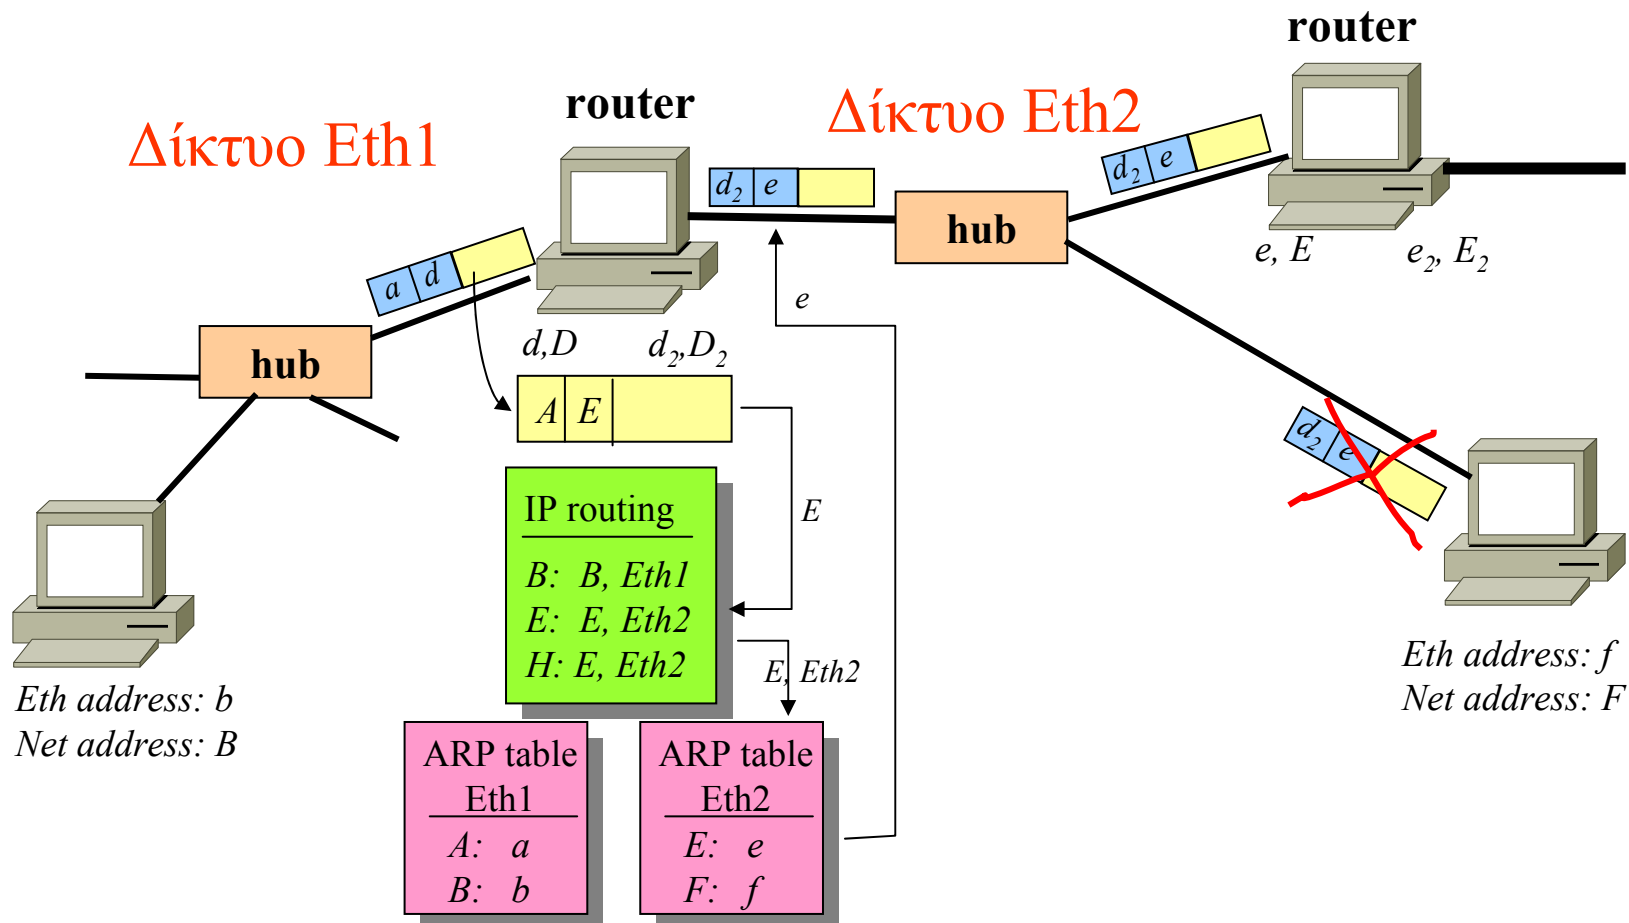 router
router
Δίκτυο Eth1
Δίκτυο Eth2
d2 e
d2 e
a d
hub
hub
e, E
e2, E2
e
d,D
d2,D2
A E
d2 e
E
IP routing
B: B, Eth1
E: E, Eth2
H: E, Eth2
E, Eth2
Eth address: b
Net address: B
Eth address: f
Net address: F
ARP table
Eth1
A: a
B: b
ARP table
Eth2
E: e
F: f